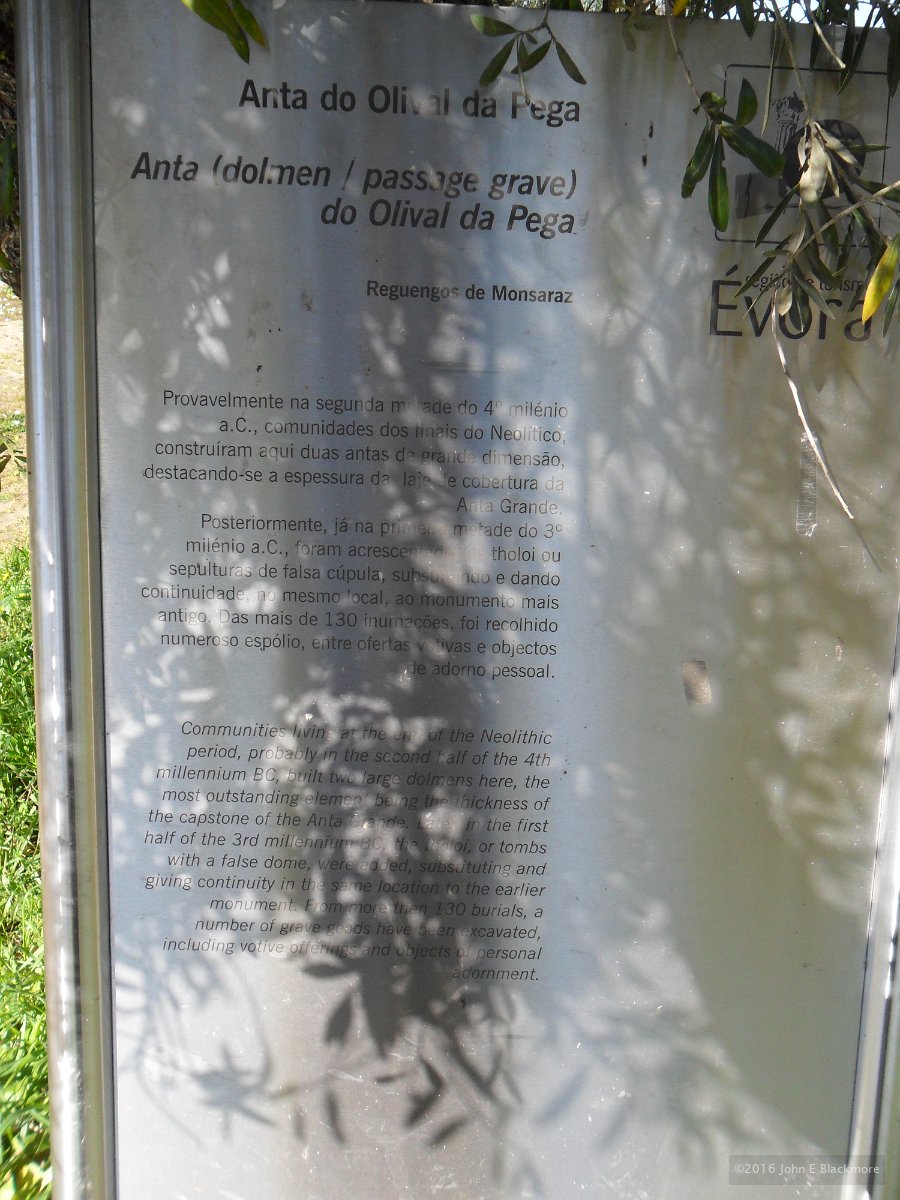 Anta do Olival da Pega
Anta (dolmen / passage grave)
do Olival da Pega
Reguengos de Monsaraz
região de turismo
Évora
Provavelmente na segunda metade do 4º milénio
a.C., comunidades dos finais do Neolítico,
construíram aqui duas antas de grande dimensão,
destacando-se a espessura da laje de cobertura da
Anta Grande.
Posteriormente, já na primeira metade do 3º
milénio a.C., foram acrescentados os tholoi ou
sepulturas de falsa cúpula, substituindo e dando
continuidade, no mesmo local, ao monumento mais
antigo. Das mais de 130 inumações, foi recolhido
numeroso espólio, entre ofertas votivas e objectos
de adorno pessoal.
Communities living at the end of the Neolithic
period, probably in the second half of the 4th
millennium BC, built two large dolmens here, the
most outstanding element being the thickness of
the capstone of the Anta Grande. Later, in the first
half of the 3rd millennium BC, the tholoi, or tombs
with a false dome, were added, substituting and
giving continuity in the same location to the earlier
monument. From more than 130 burials, a
number of grave goods have been excavated,
including votive offerings and objects of personal
adornment.
©2016 John E Blackmore